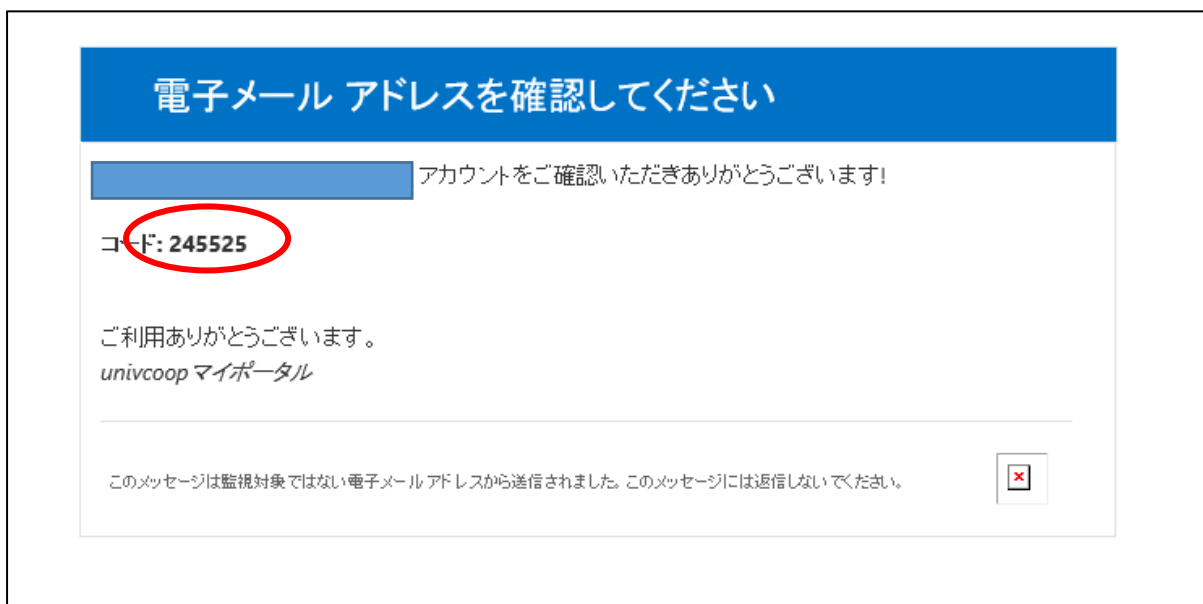 電子メール アドレスを確認してください
アカウントをご確認いただきありがとうございます!
コード: 245525
ご利用ありがとうございます。
univcoop マイポータル
このメッセージは監視対象ではない電子メール アドレスから送信されました。このメッセージには返信しないでください。